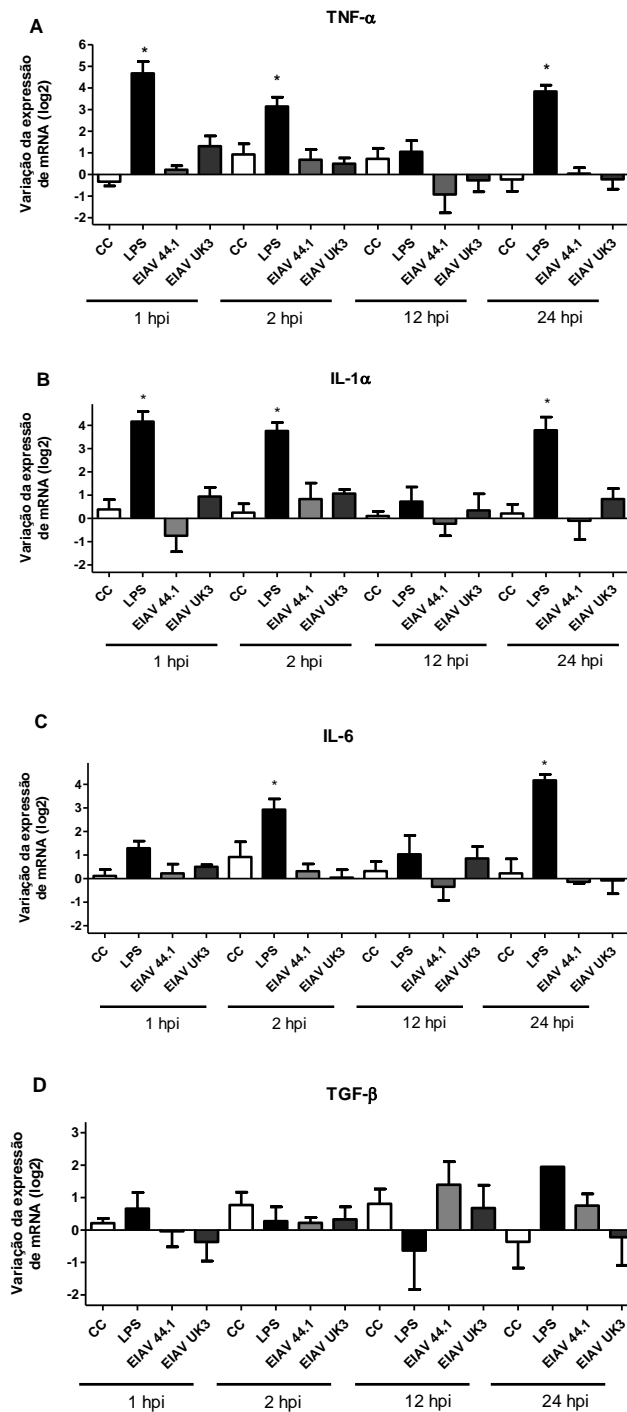 A
TNF-α
Variação da expressão
de mRNA (log2)
6
5
4
3
2
1
0
-1
-2
*
*
*
CC
LPS
EIAV 44.1
EIAV UK3
CC
LPS
EIAV 44.1
EIAV UK3
CC
LPS
EIAV 44.1
EIAV UK3
CC
LPS
EIAV 44.1
EIAV UK3
1 hpi
2 hpi
12 hpi
24 hpi
B
IL-1α
Variação da expressão
de mRNA (log2)
4
3
2
1
0
-1
-2
*
*
*
CC
LPS
EIAV 44.1
EIAV UK3
CC
LPS
EIAV 44.1
EIAV UK3
CC
LPS
EIAV 44.1
EIAV UK3
CC
LPS
EIAV 44.1
EIAV UK3
1 hpi
2 hpi
12 hpi
24 hpi
C
IL-6
Variação da expressão
de mRNA (log2)
4
3
2
1
0
-1
-2
*
*
CC
LPS
EIAV 44.1
EIAV UK3
CC
LPS
EIAV 44.1
EIAV UK3
CC
LPS
EIAV 44.1
EIAV UK3
CC
LPS
EIAV 44.1
EIAV UK3
1 hpi
2 hpi
12 hpi
24 hpi
D
TGF-β
Variação da expressão
de mRNA (log2)
3
2
1
0
-1
-2
CC
LPS
EIAV 44.1
EIAV UK3
CC
LPS
EIAV 44.1
EIAV UK3
CC
LPS
EIAV 44.1
EIAV UK3
CC
LPS
EIAV 44.1
EIAV UK3
1 hpi
2 hpi
12 hpi
24 hpi